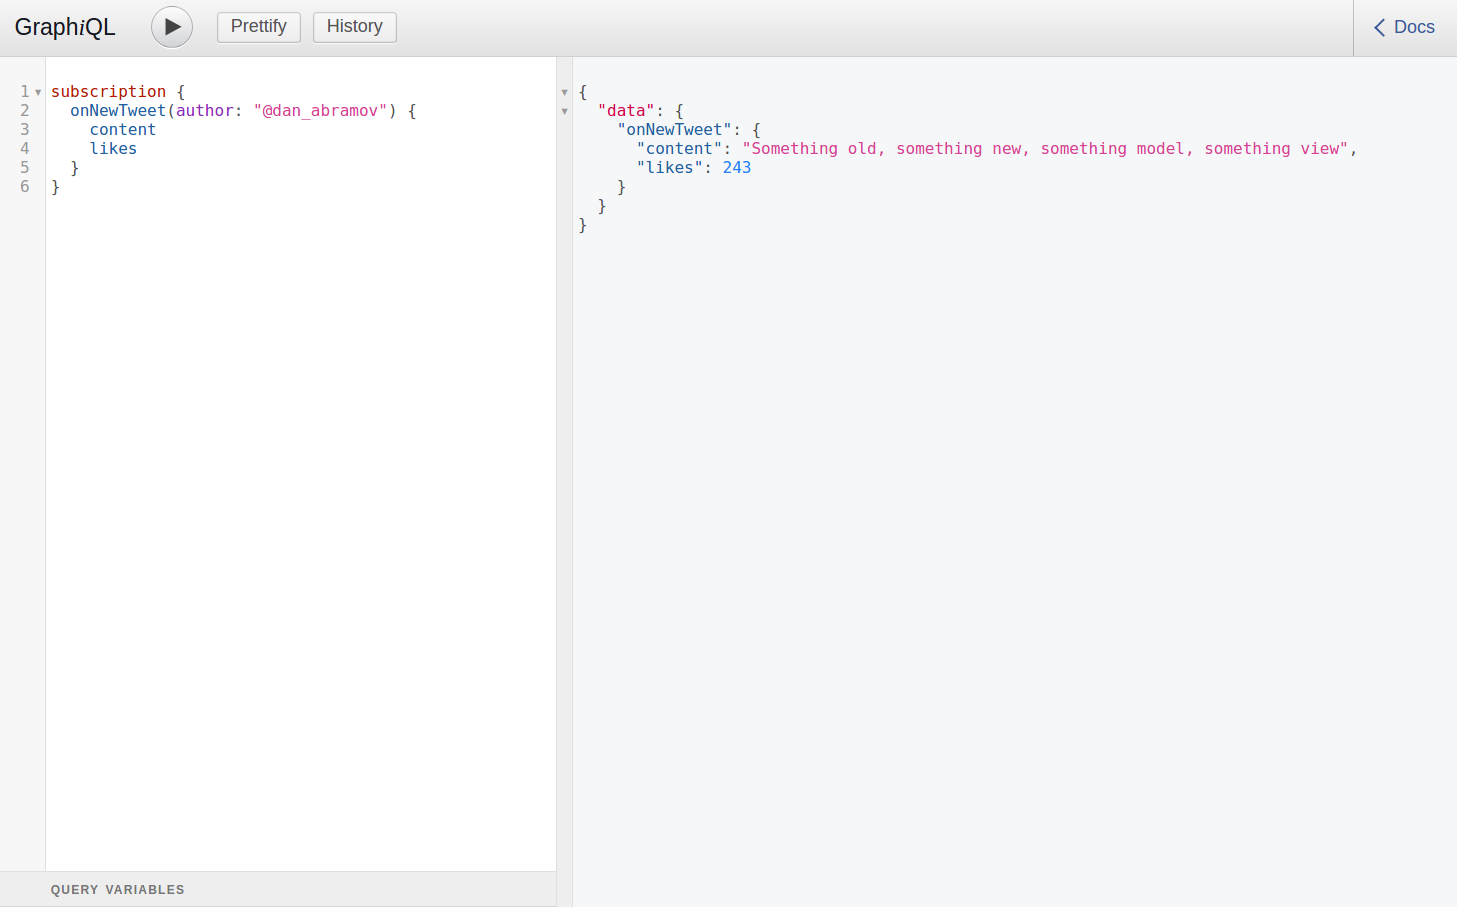 GraphiQL
Prettify
History
Docs
1 subscription {
2   onNewTweet(author: "@dan_abramov") {
3     content
4     likes
5   }
6 }
{
  "data": {
    "onNewTweet": {
      "content": "Something old, something new, something model, something view",
      "likes": 243
    }
  }
}
QUERY VARIABLES